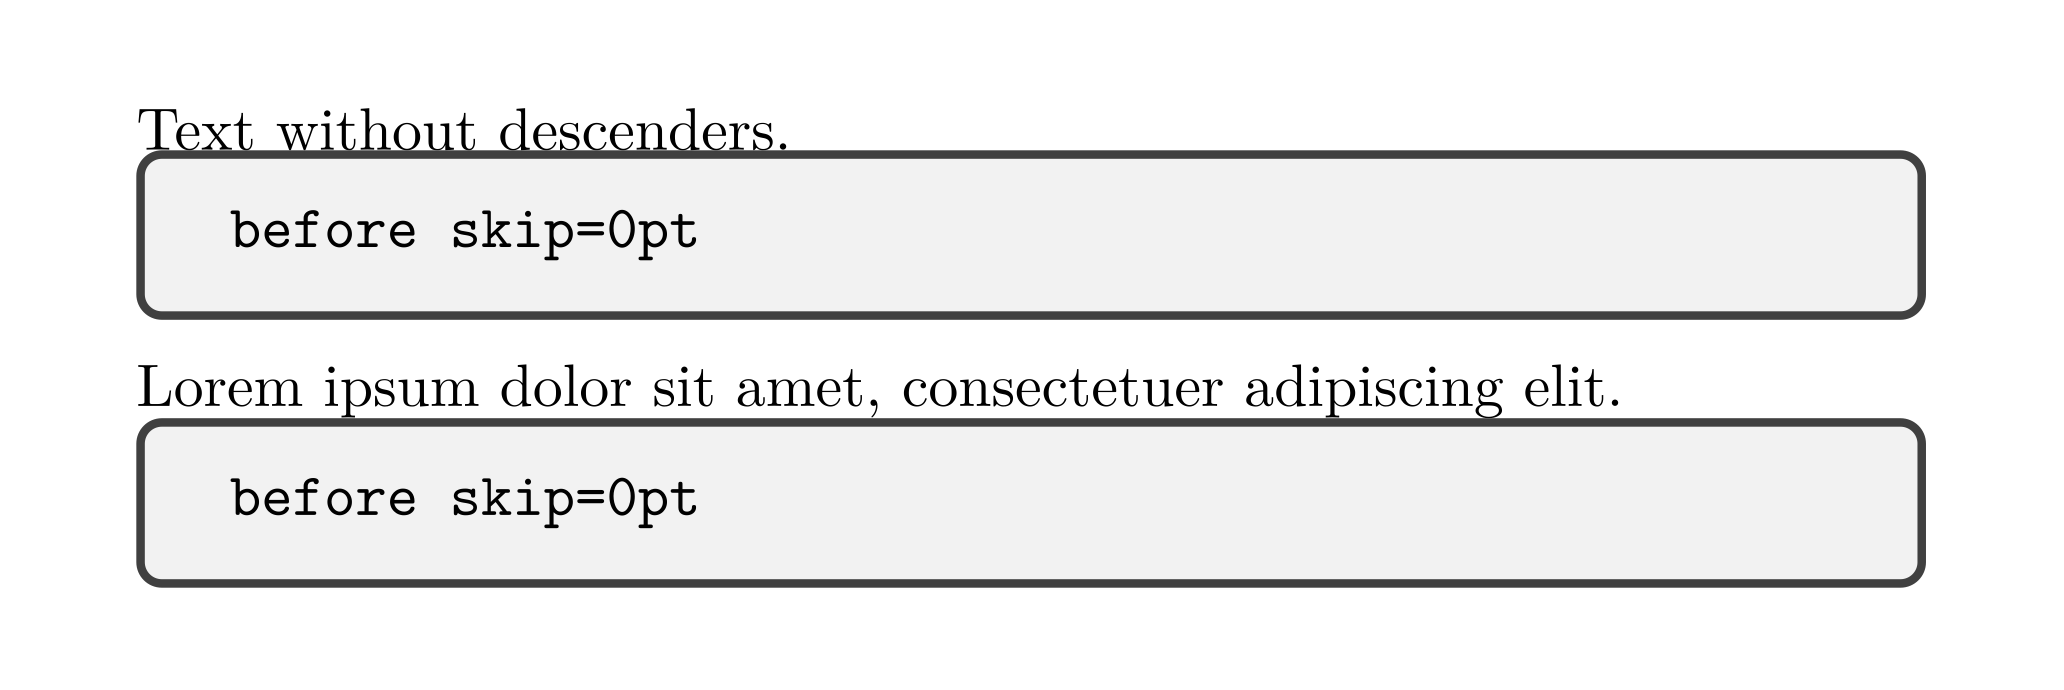 Text without descenders.
before skip=0pt
Lorem ipsum dolor sit amet, consectetuer adipiscing elit.
before skip=0pt